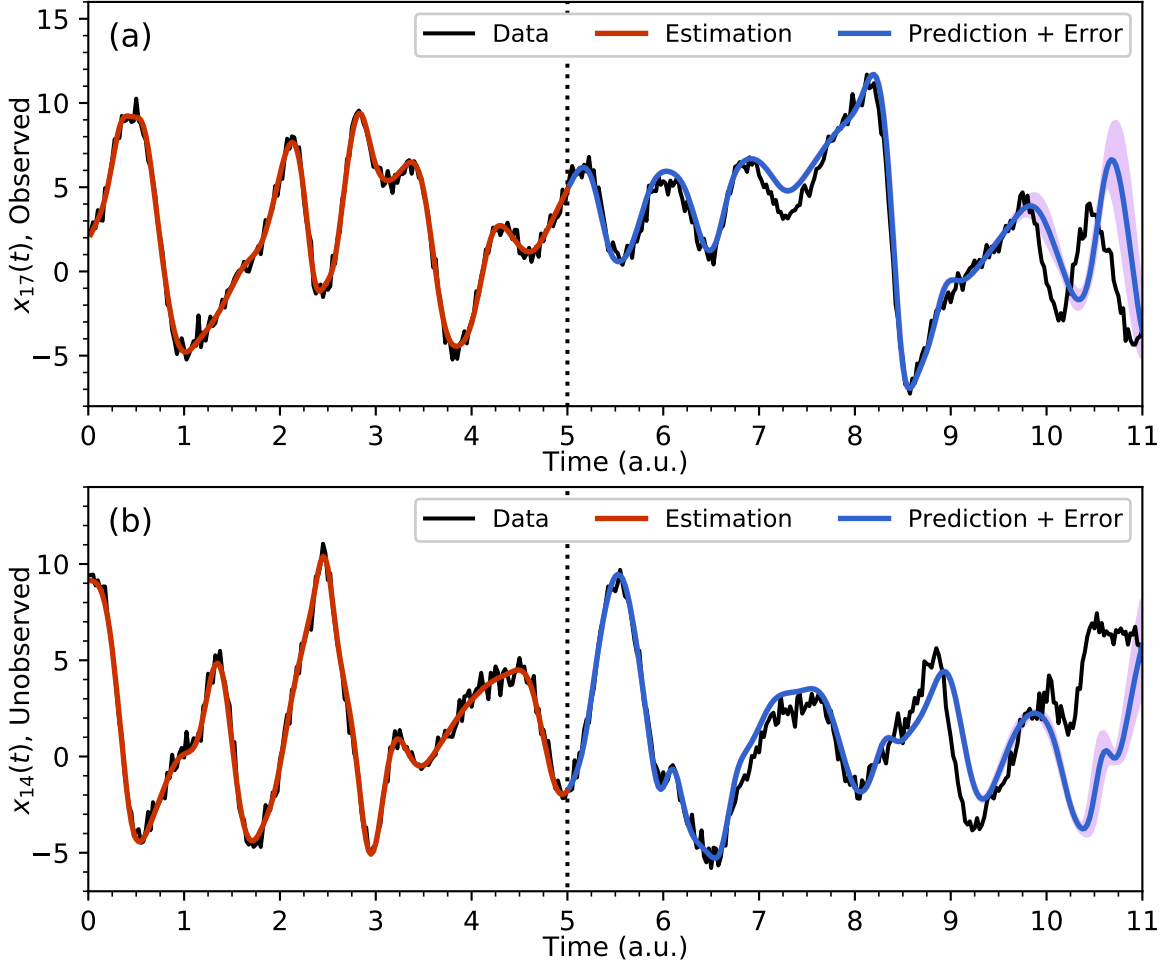 (a)
Data Estimation Prediction + Error
x17(t), Observed
15
10
5
0
−5
0 1 2 3 4 5 6 7 8 9 10 11
Time (a.u.)
(b)
Data Estimation Prediction + Error
x14(t), Unobserved
10
5
0
−5
0 1 2 3 4 5 6 7 8 9 10 11
Time (a.u.)